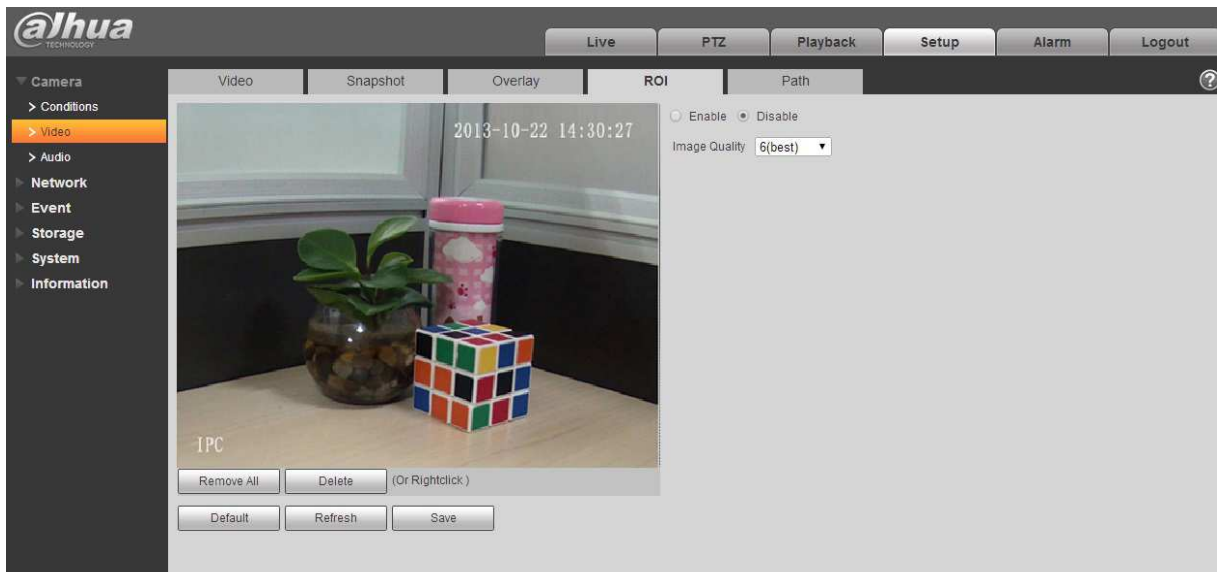 alhua
TECHNOLOGY
Live
PTZ
Playback
Setup
Alarm
Logout
Camera
Conditions
Video
Audio
Network
Event
Storage
System
Information
Video
Snapshot
Overlay
ROI
Path
?
2013-10-22 14:30:27
IPC
Enable
Disable
Image Quality 6(best)
Remove All
Delete
(Or Rightclick )
Default
Refresh
Save